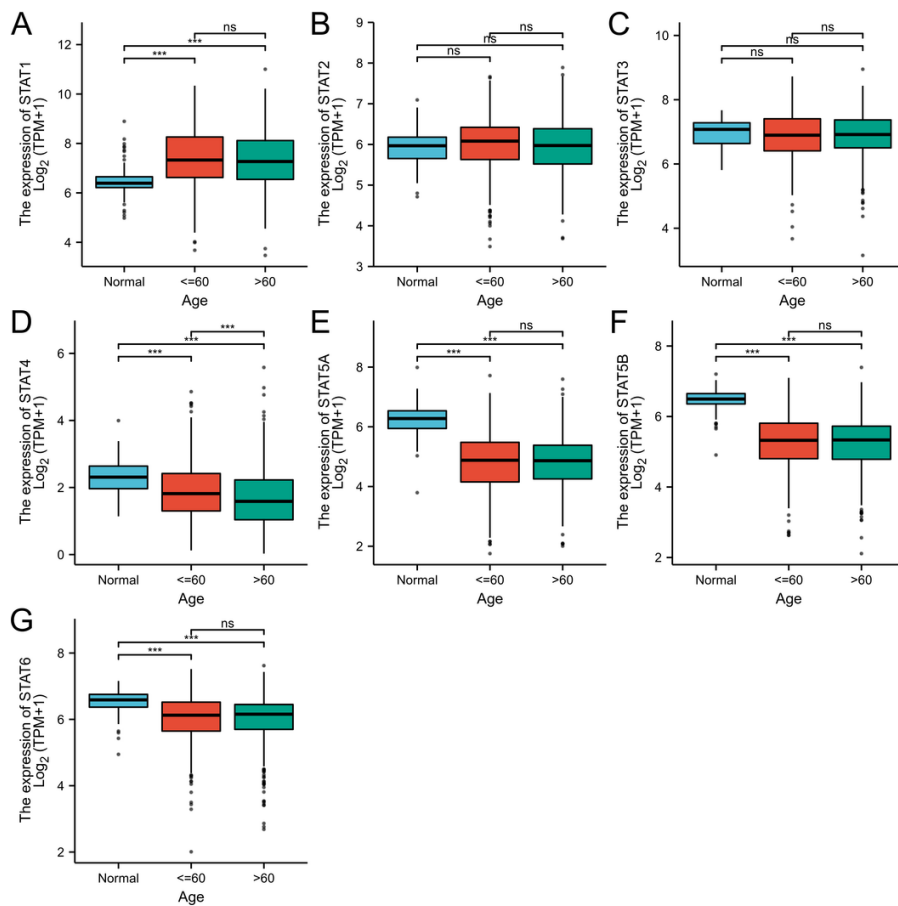 A
The expression of STAT1
Log2 (TPM+1)
12
10
8
6
4
ns
***
***
Normal
<=60
>60
Age
B
The expression of STAT2
Log2 (TPM+1)
9
8
7
6
5
4
3
ns
ns
ns
Normal
<=60
>60
Age
C
The expression of STAT3
Log2 (TPM+1)
10
8
6
4
ns
ns
ns
Normal
<=60
>60
Age
D
The expression of STAT4
Log2 (TPM+1)
6
4
2
0
***
***
***
Normal
<=60
>60
Age
E
The expression of STAT5A
Log2 (TPM+1)
8
6
4
2
ns
***
***
Normal
<=60
>60
Age
F
The expression of STAT5B
Log2 (TPM+1)
8
6
4
2
ns
***
***
Normal
<=60
>60
Age
G
The expression of STAT6
Log2 (TPM+1)
8
6
4
2
ns
***
***
Normal
<=60
>60
Age